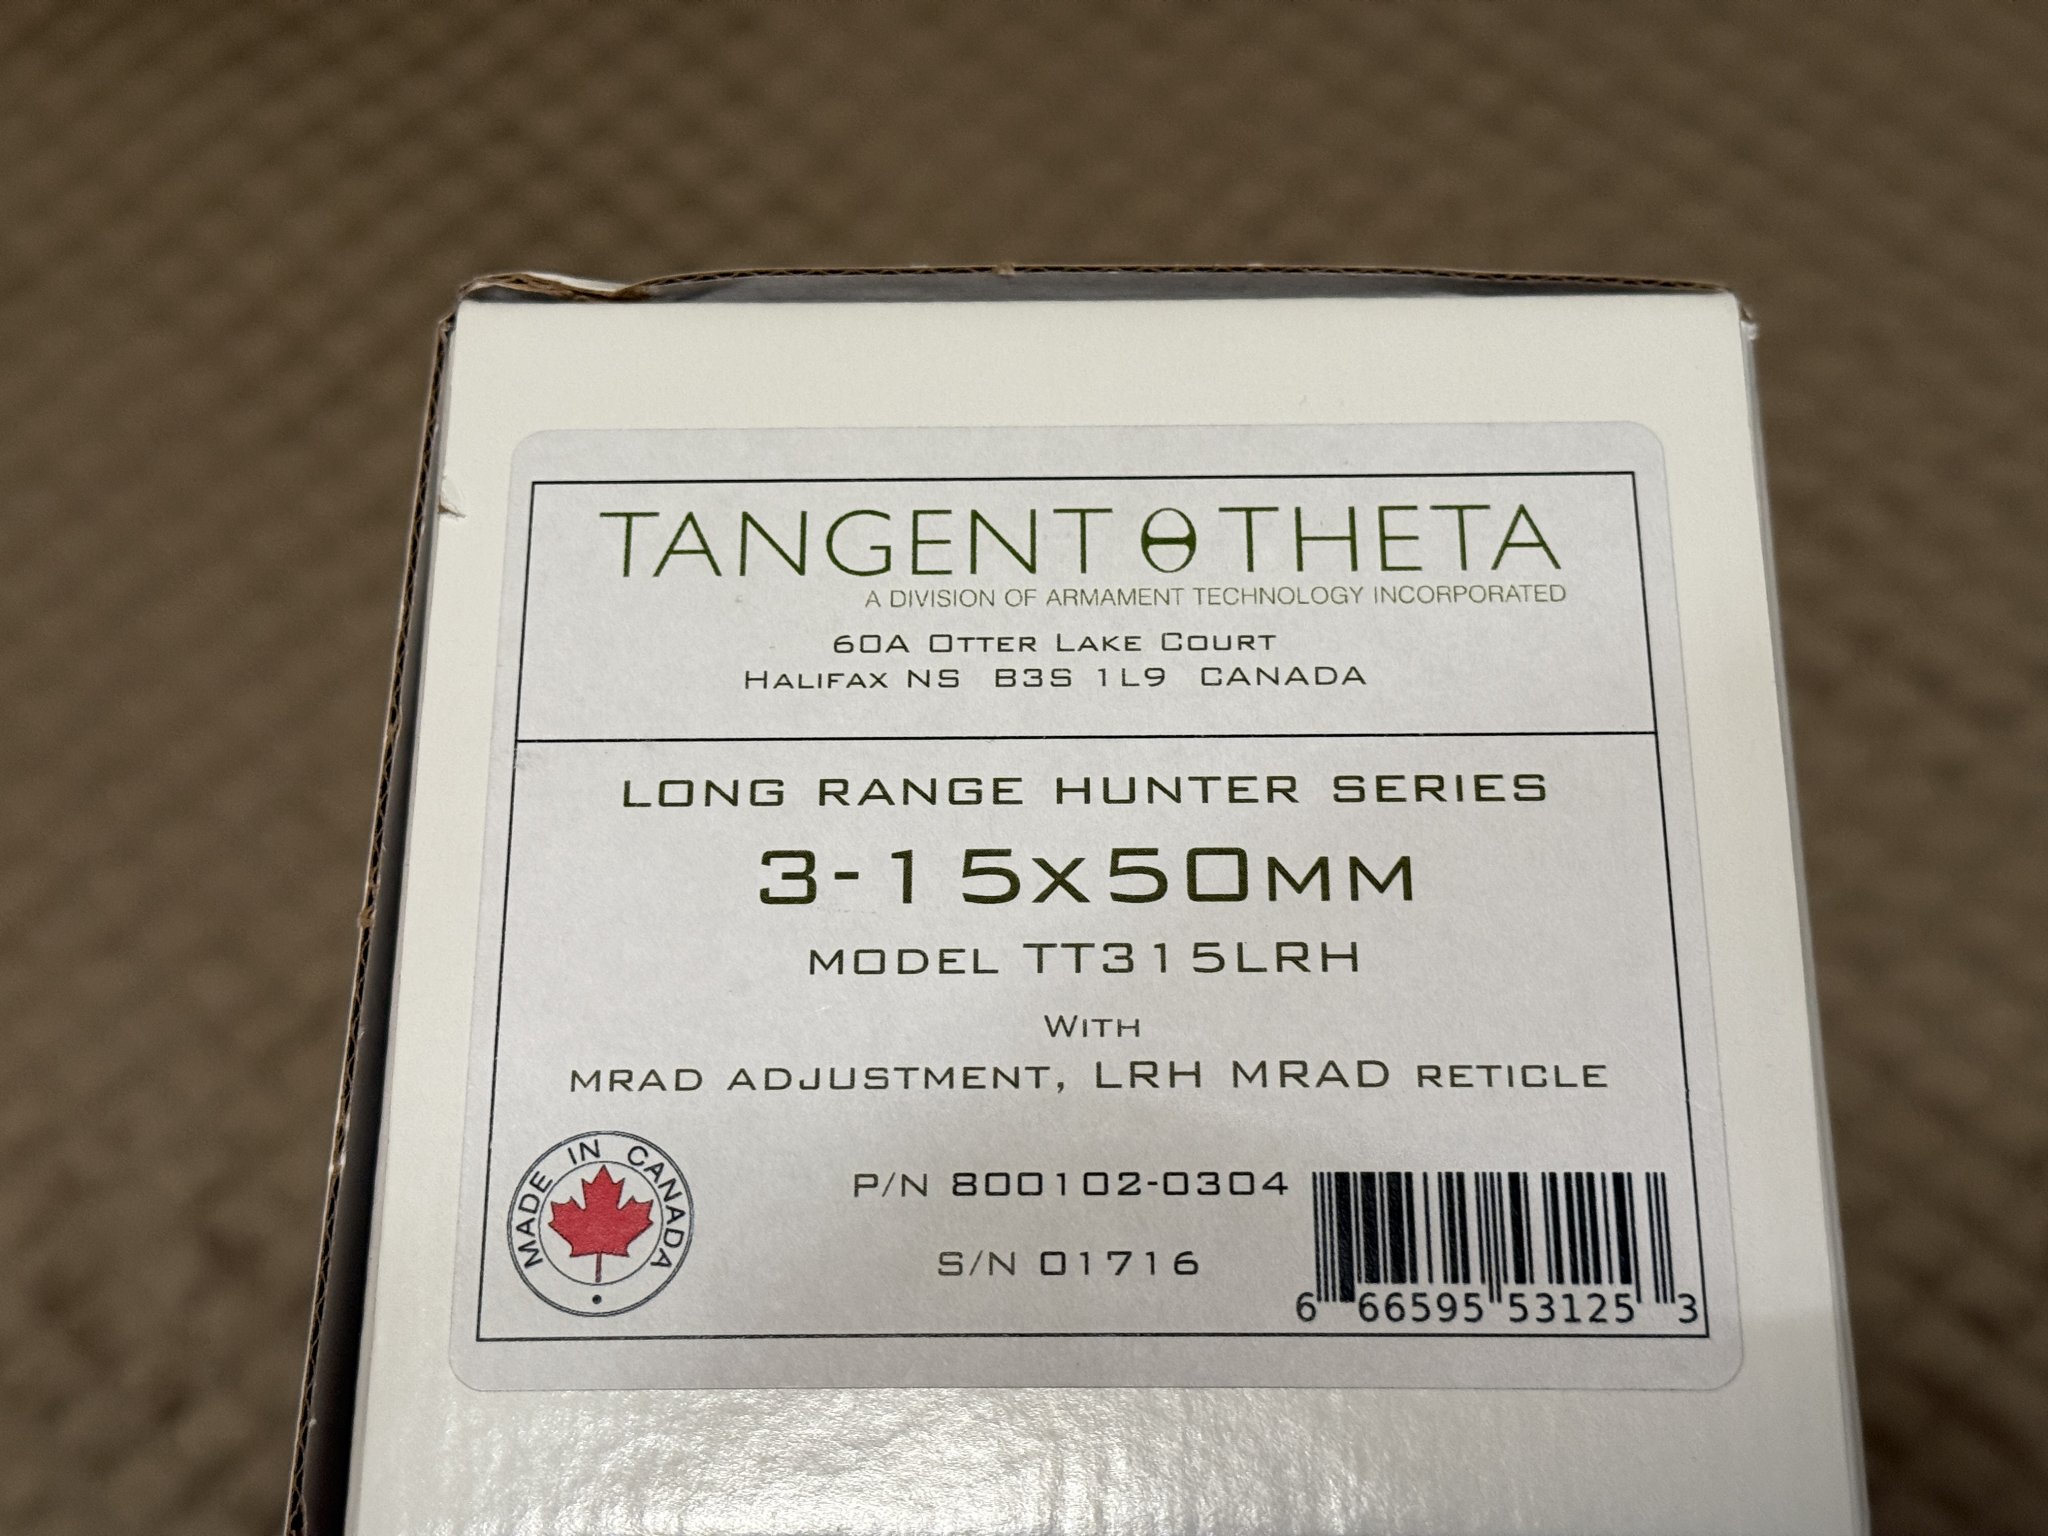 TANGENT Θ THETA
A DIVISION OF ARMAMENT TECHNOLOGY INCORPORATED
60A OTTER LAKE COURT
HALIFAX NS B3S 1L9 CANADA
LONG RANGE HUNTER SERIES
3-15X50MM
MODEL TT315LRH
WITH
MRAD ADJUSTMENT, LRH MRAD RETICLE
MADE IN CANADA
P/N 800102-0304
S/N 01716
6 66595 53125 3